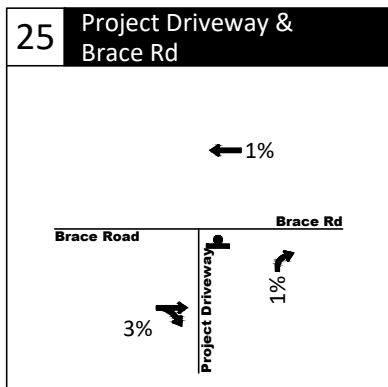 25
Project Driveway &
Brace Rd
1%
Brace Rd
Brace Road
Project Driveway
1%
3%